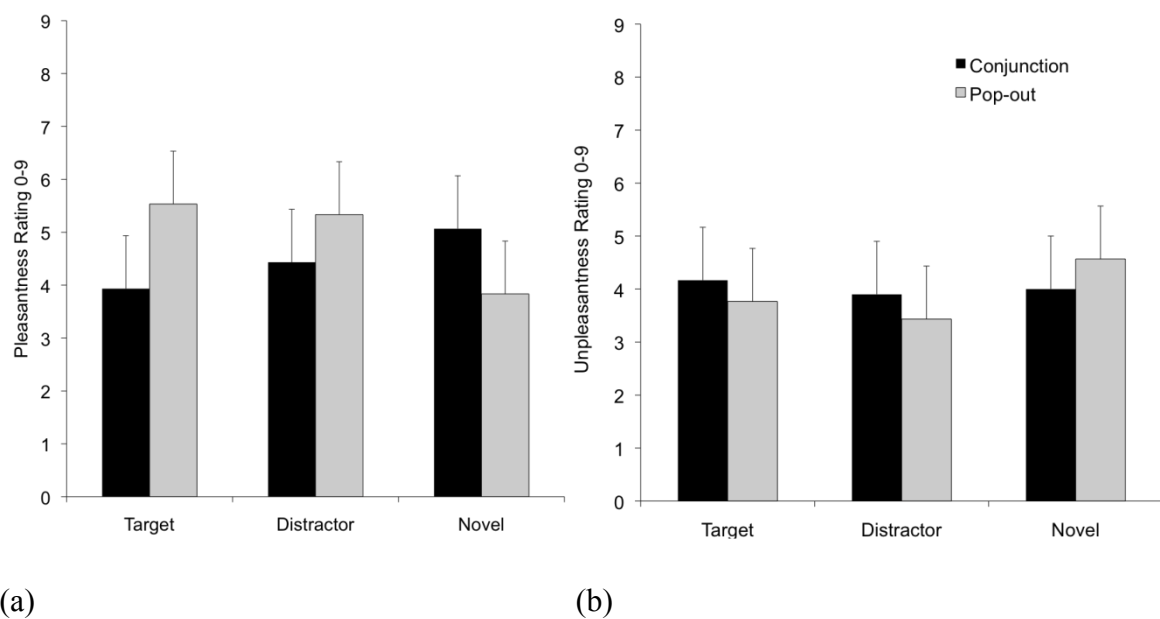 Pleasantness Rating 0-9
9
8
7
6
5
4
3
2
1
0
Target Distractor Novel
(a)
Unpleasantness Rating 0-9
9
8
7
6
5
4
3
2
1
0
Conjunction
Pop-out
Target Distractor Novel
(b)